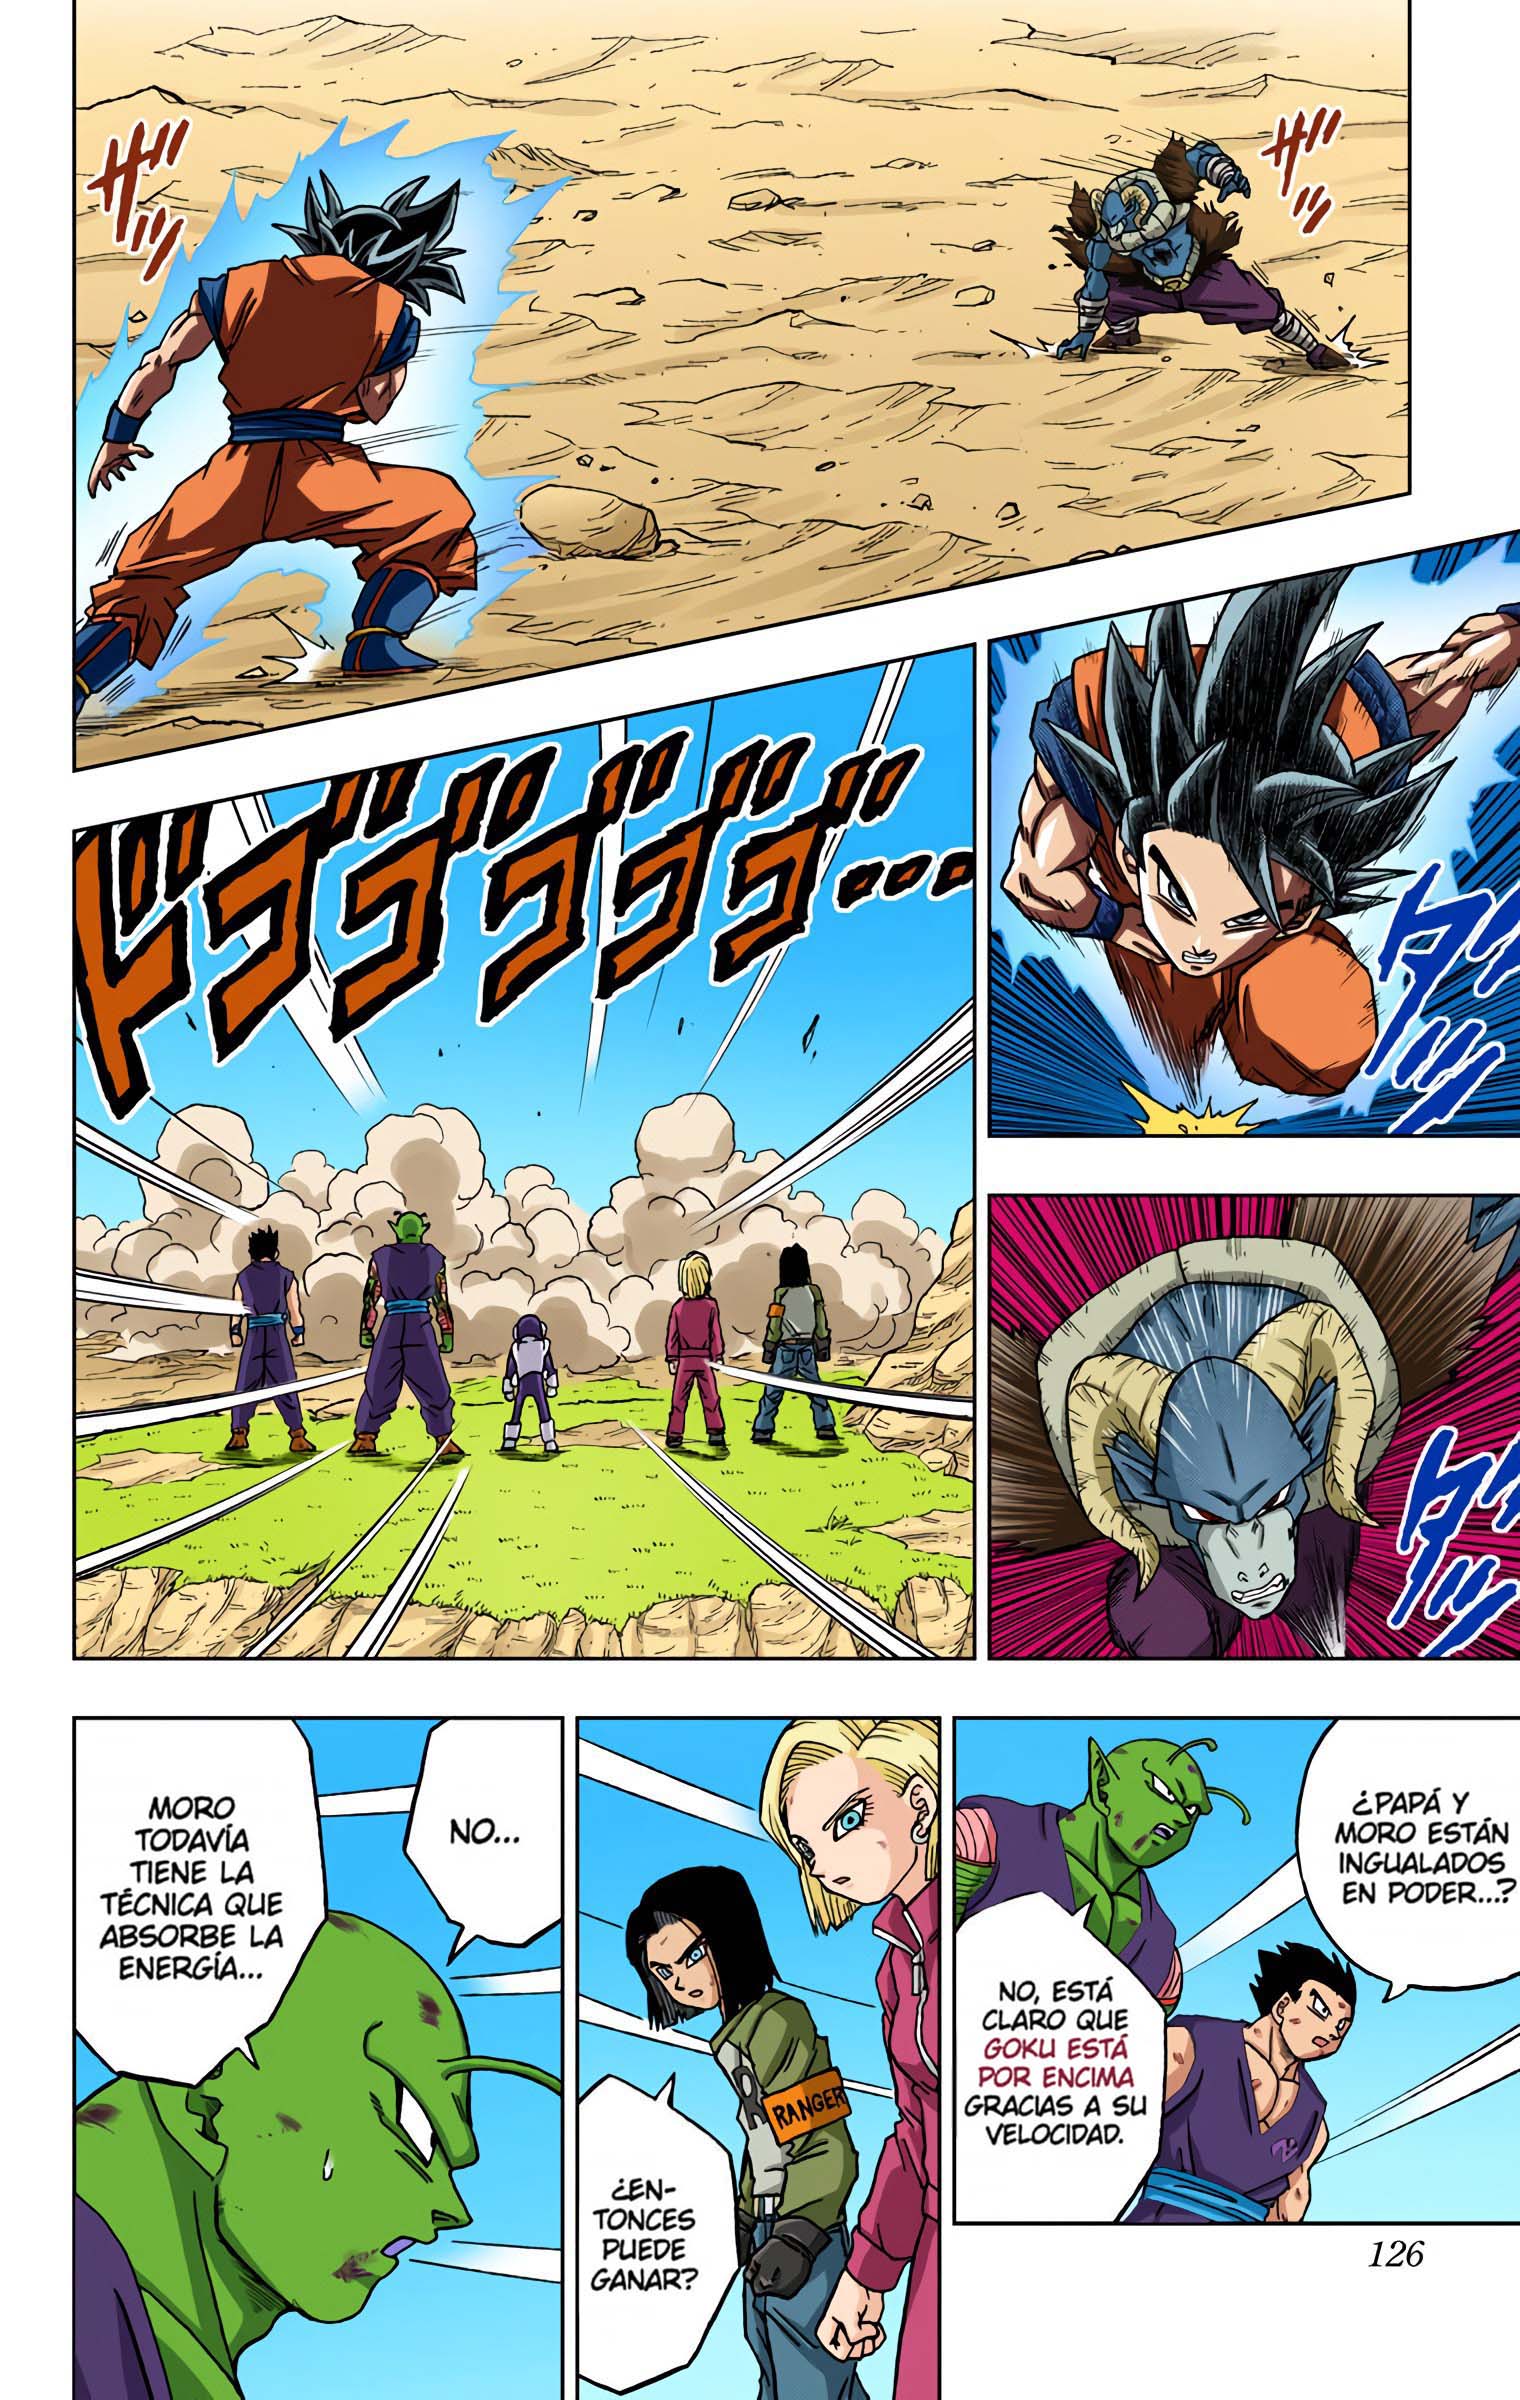 ザッ
ザッ
ダッ
ダッ
ドゴゴゴゴゴ...
¿PAPÁ Y
MORO ESTÁN
INGUALADOS
EN PODER...?
NO, ESTÁ
CLARO QUE
GOKU ESTÁ
POR ENCIMA
GRACIAS A SU
VELOCIDAD.
RANGER
¿EN-
TONCES
PUEDE
GANAR?
NO...
MORO
TODAVÍA
TIENE LA
TÉCNICA QUE
ABSORBE LA
ENERGÍA...
126